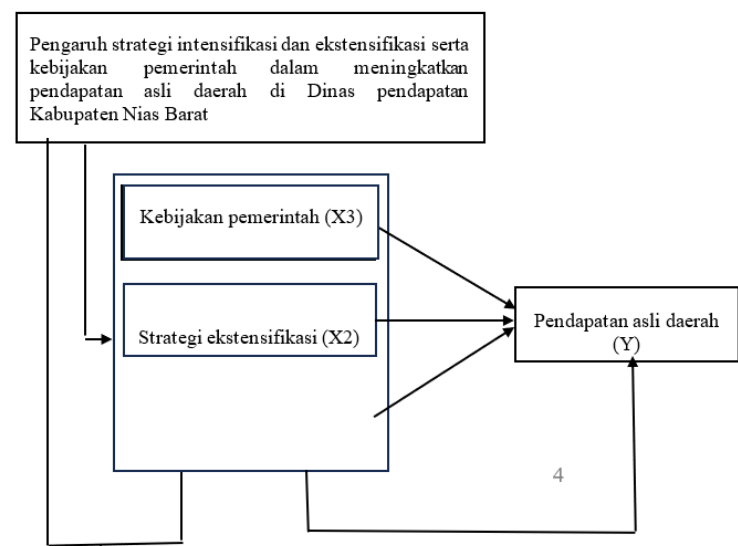 Pengaruh strategi intensifikasi dan ekstensifikasi serta
kebijakan pemerintah dalam meningkatkan
pendapatan asli daerah di Dinas pendapatan
Kabupaten Nias Barat
Kebijakan pemerintah (X3)
Strategi ekstensifikasi (X2)
Pendapatan asli daerah
(Y)
4